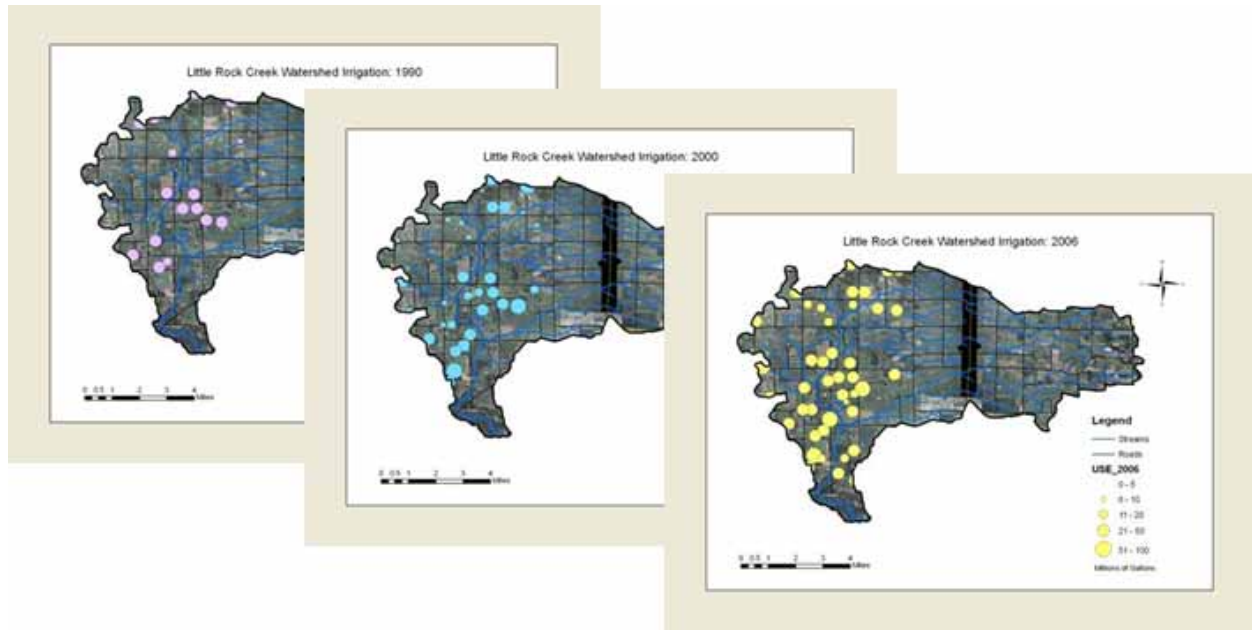 Little Rock Creek Watershed Irrigation: 1990
0 0.5 1 2 3 4
Miles
Little Rock Creek Watershed Irrigation: 2000
0 0.5 1 2 3 4
Miles
Little Rock Creek Watershed Irrigation: 2006
Legend
Streams
Roads
USE_2006
0 - 5
6 - 10
11 - 20
21 - 50
51 - 100
Millions of Gallons
0 0.5 1 2 3 4
Miles